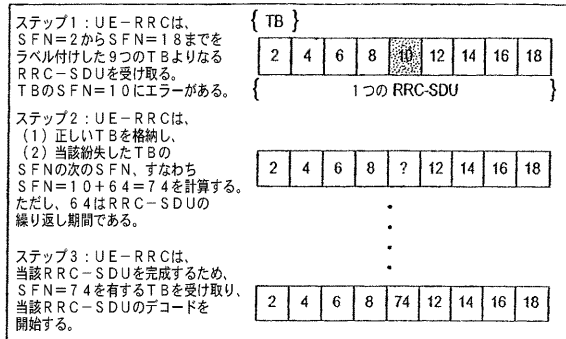 ステップ1：UE－RRCは、
SFN＝2からSFN＝18までを
ラベル付けした9つのTBよりなる
RRC－SDUを受け取る。
TBのSFN＝10にエラーがある。
{ TB }
2 4 6 8 10 12 14 16 18
{ 1つの RRC-SDU }
ステップ2：UE－RRCは、
（1）正しいTBを格納し、
（2）当該紛失したTBの
SFNの次のSFN、すなわち
SFN＝10＋64＝74を計算する。
ただし、64はRRC－SDUの
繰り返し期間である。
2 4 6 8 ? 12 14 16 18
ステップ3：UE－RRCは、
当該RRC－SDUを完成するため、
SFN＝74を有するTBを受け取り、
当該RRC－SDUのデコードを
開始する。
2 4 6 8 74 12 14 16 18